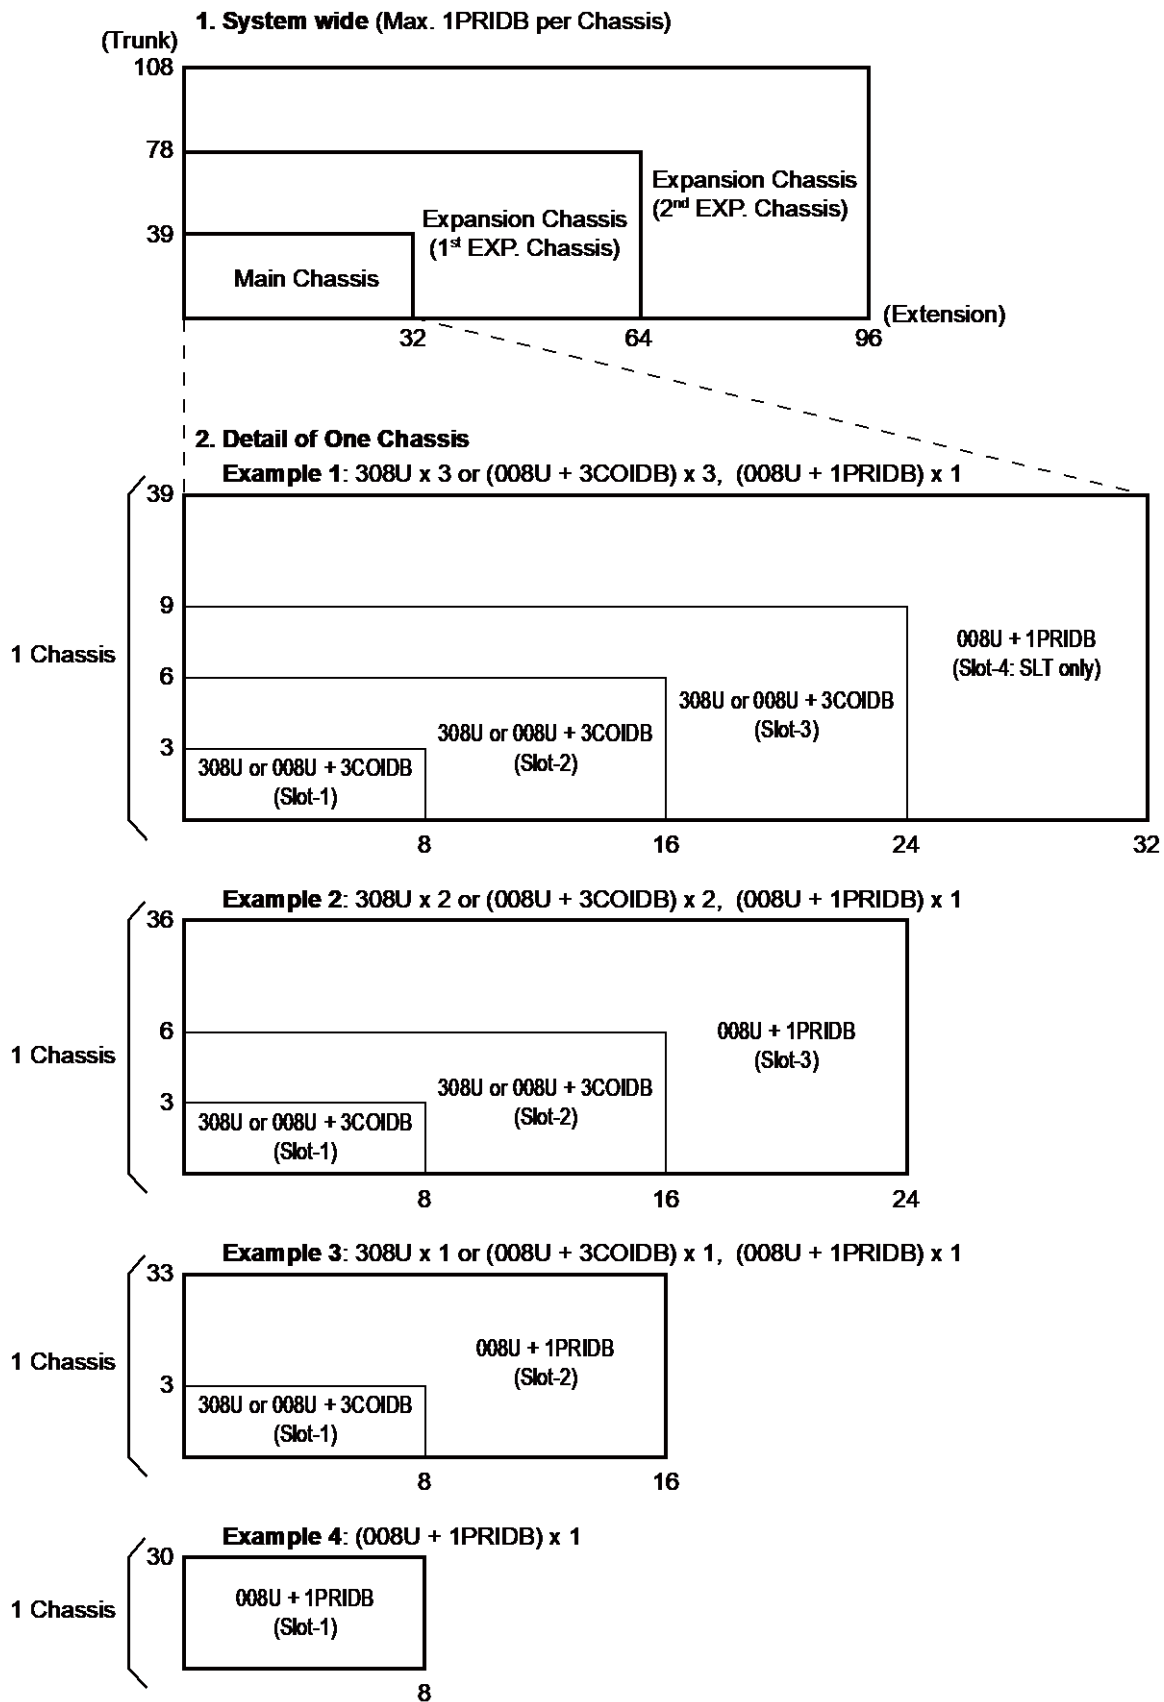 1. System wide (Max. 1PRIDB per Chassis)
(Trunk)
108
78
39
Expansion Chassis
(2nd EXP. Chassis)
Expansion Chassis
(1st EXP. Chassis)
Main Chassis
(Extension)
32
64
96
2. Detail of One Chassis
Example 1: 308U x 3 or (008U + 3COIDB) x 3, (008U + 1PRIDB) x 1
39
9
6
3
1 Chassis
008U + 1PRIDB
(Slot-4: SLT only)
308U or 008U + 3COIDB
(Slot-3)
308U or 008U + 3COIDB
(Slot-2)
308U or 008U + 3COIDB
(Slot-1)
8
16
24
32
Example 2: 308U x 2 or (008U + 3COIDB) x 2, (008U + 1PRIDB) x 1
36
6
3
1 Chassis
008U + 1PRIDB
(Slot-3)
308U or 008U + 3COIDB
(Slot-2)
308U or 008U + 3COIDB
(Slot-1)
8
16
24
Example 3: 308U x 1 or (008U + 3COIDB) x 1, (008U + 1PRIDB) x 1
33
3
1 Chassis
008U + 1PRIDB
(Slot-2)
308U or 008U + 3COIDB
(Slot-1)
8
16
Example 4: (008U + 1PRIDB) x 1
30
1 Chassis
008U + 1PRIDB
(Slot-1)
8